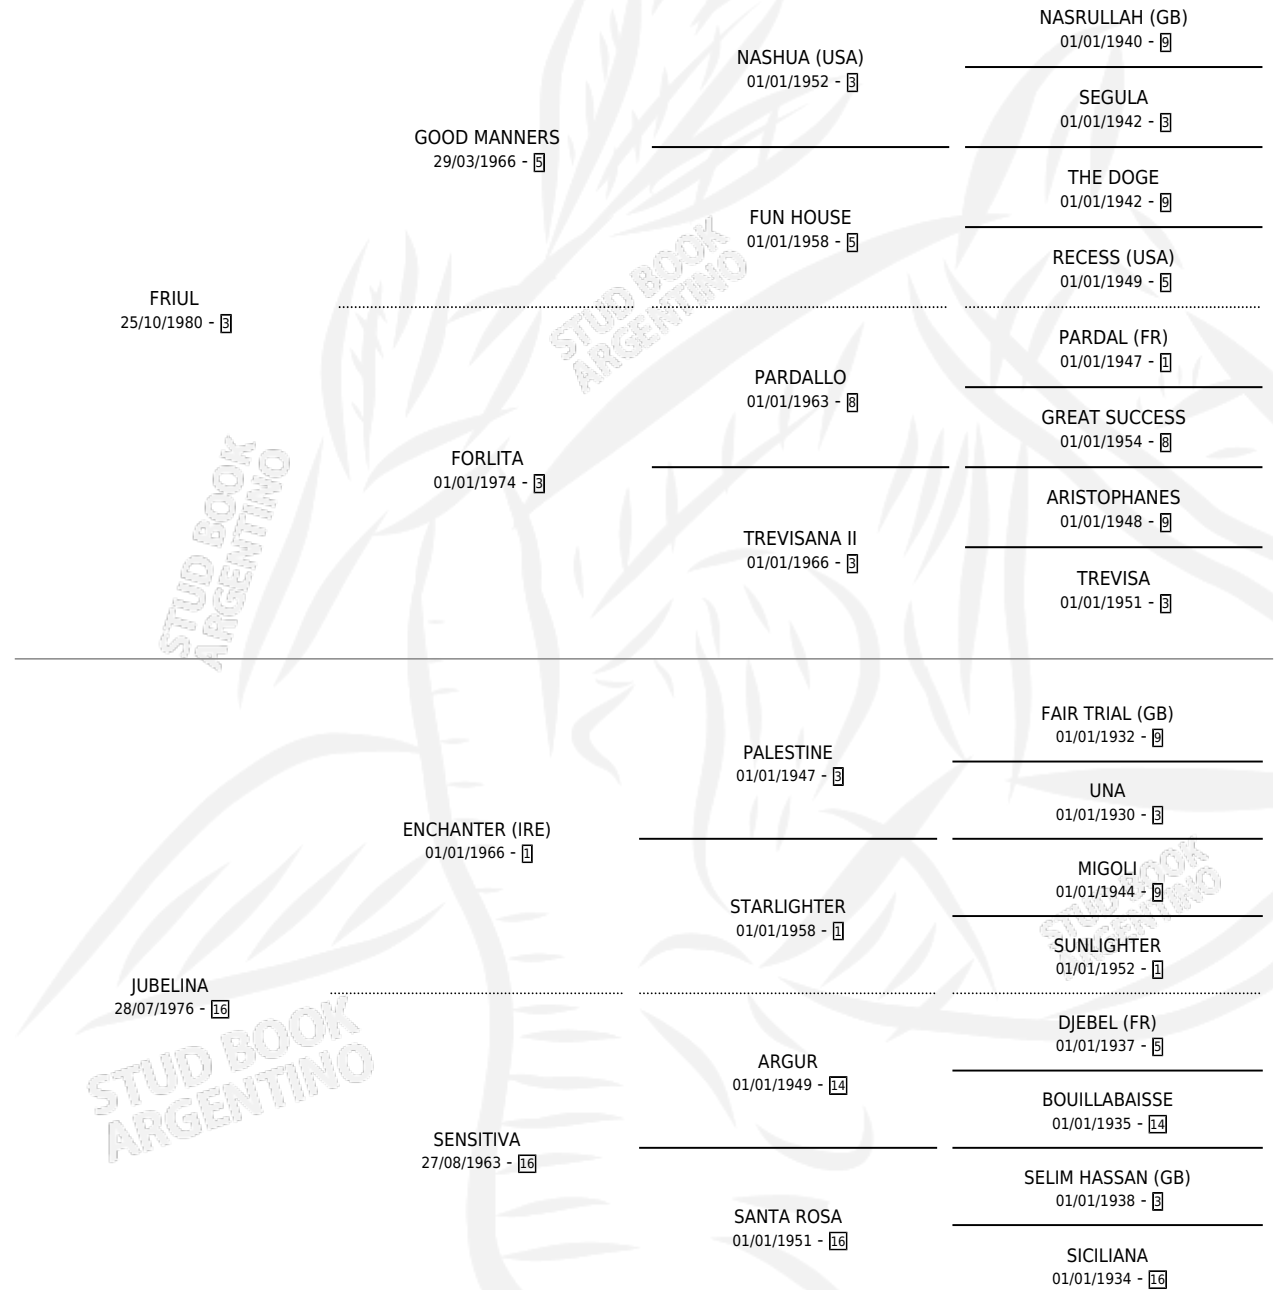 NASRULLAH (GB)
01/01/1940 - 9
NASHUA (USA)
01/01/1952 - 3
SEGULA
01/01/1942 - 3
GOOD MANNERS
29/03/1966 - 5
THE DOGE
01/01/1942 - 9
FUN HOUSE
01/01/1958 - 5
RECESS (USA)
01/01/1949 - 5
FRIUL
25/10/1980 - 3
STUD BOOK
ARGENTINO
PARDAL (FR)
01/01/1947 - 1
PARDALLO
01/01/1963 - 8
GREAT SUCCESS
01/01/1954 - 8
FORLITA
01/01/1974 - 3
STUD BOOK
ARGENTINO
ARISTOPHANES
01/01/1948 - 9
TREVISANA II
01/01/1966 - 3
TREVISA
01/01/1951 - 3
FAIR TRIAL (GB)
01/01/1932 - 9
PALESTINE
01/01/1947 - 3
UNA
01/01/1930 - 3
ENCHANTER (IRE)
01/01/1966 - 1
MIGOLI
01/01/1944 - 9
STUD BOOK
ARGENTINO
STARLIGHTER
01/01/1958 - 1
SUNLIGHTER
01/01/1952 - 1
JUBELINA
28/07/1976 - 16
STUD BOOK
ARGENTINO
DJEBEL (FR)
01/01/1937 - 5
ARGUR
01/01/1949 - 14
BOUILLABAISSE
01/01/1935 - 14
SENSITIVA
27/08/1963 - 16
SELIM HASSAN (GB)
01/01/1938 - 3
SANTA ROSA
01/01/1951 - 16
SICILIANA
01/01/1934 - 16